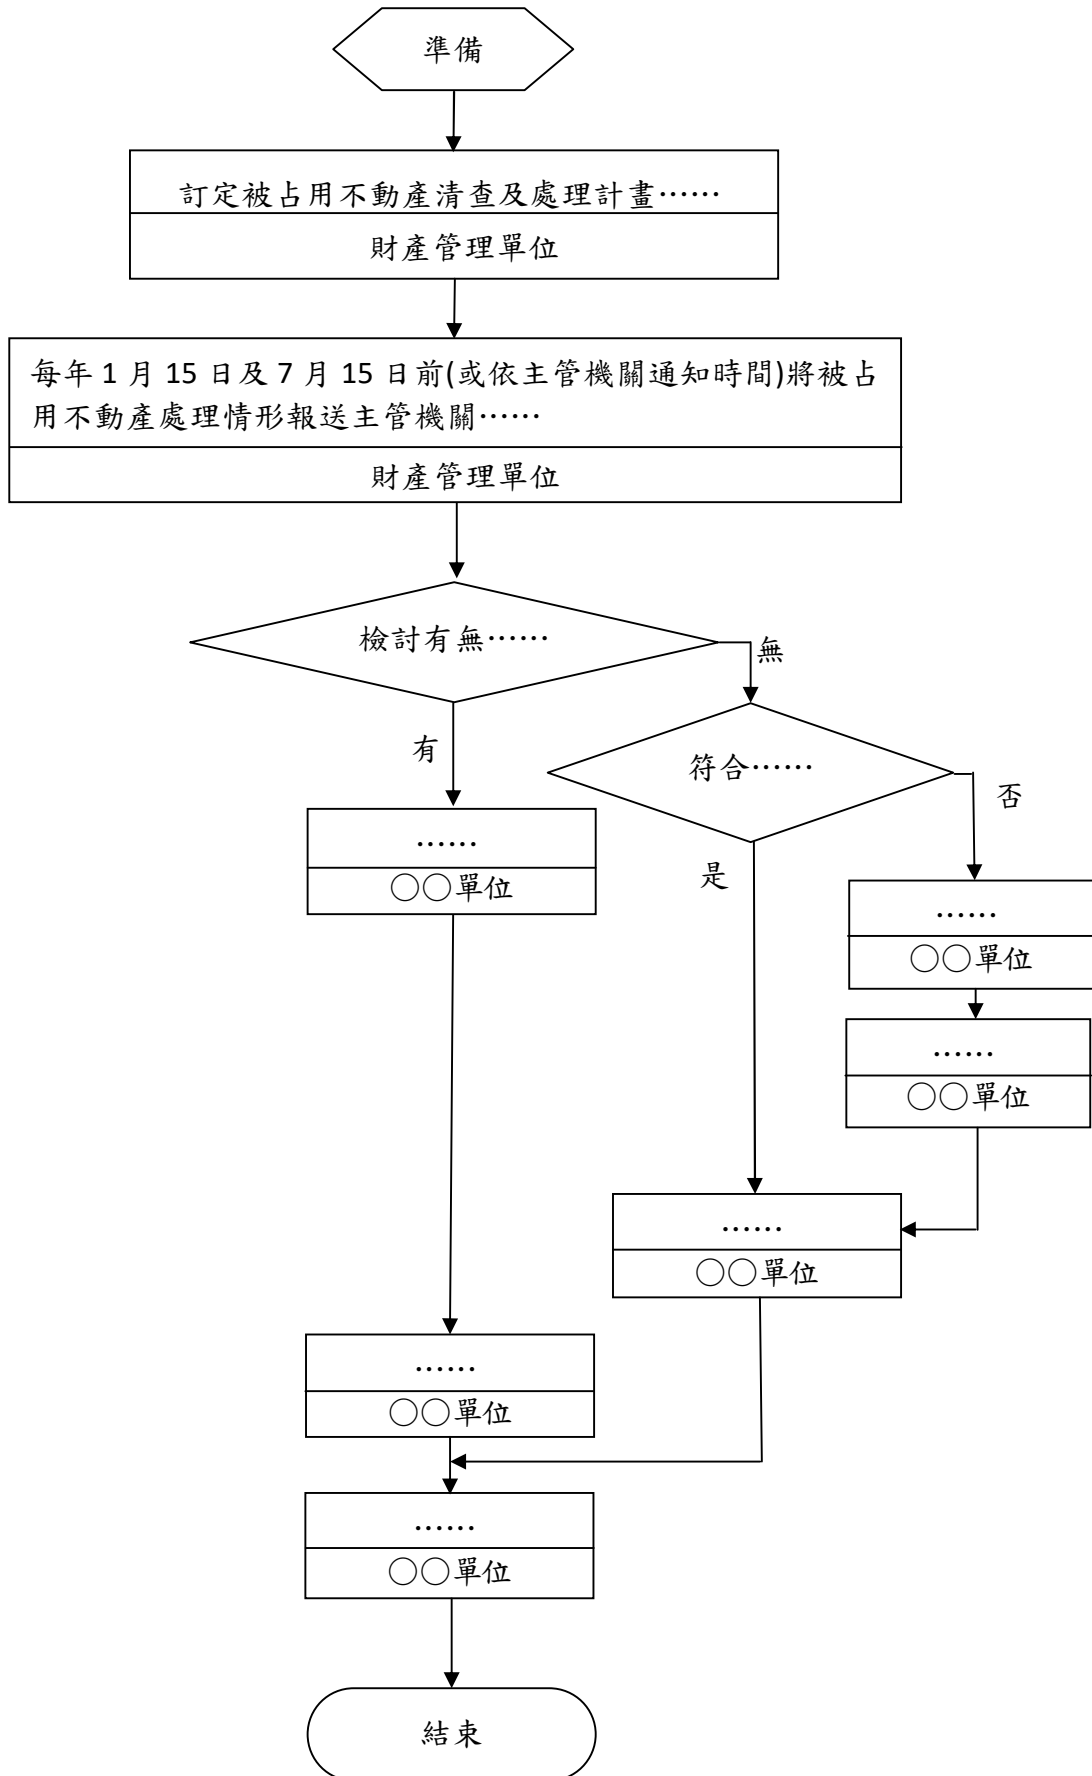 準備
訂定被占用不動產清查及處理計畫⋯⋯
財產管理單位
每年 1 月 15 日及 7 月 15 日前(或依主管機關通知時間)將被占
用不動產處理情形報送主管機關⋯⋯
財產管理單位
檢討有無⋯⋯
無
有
符合⋯⋯
否
⋯⋯
○○單位
是
⋯⋯
○○單位
⋯⋯
○○單位
⋯⋯
○○單位
⋯⋯
○○單位
⋯⋯
○○單位
結束